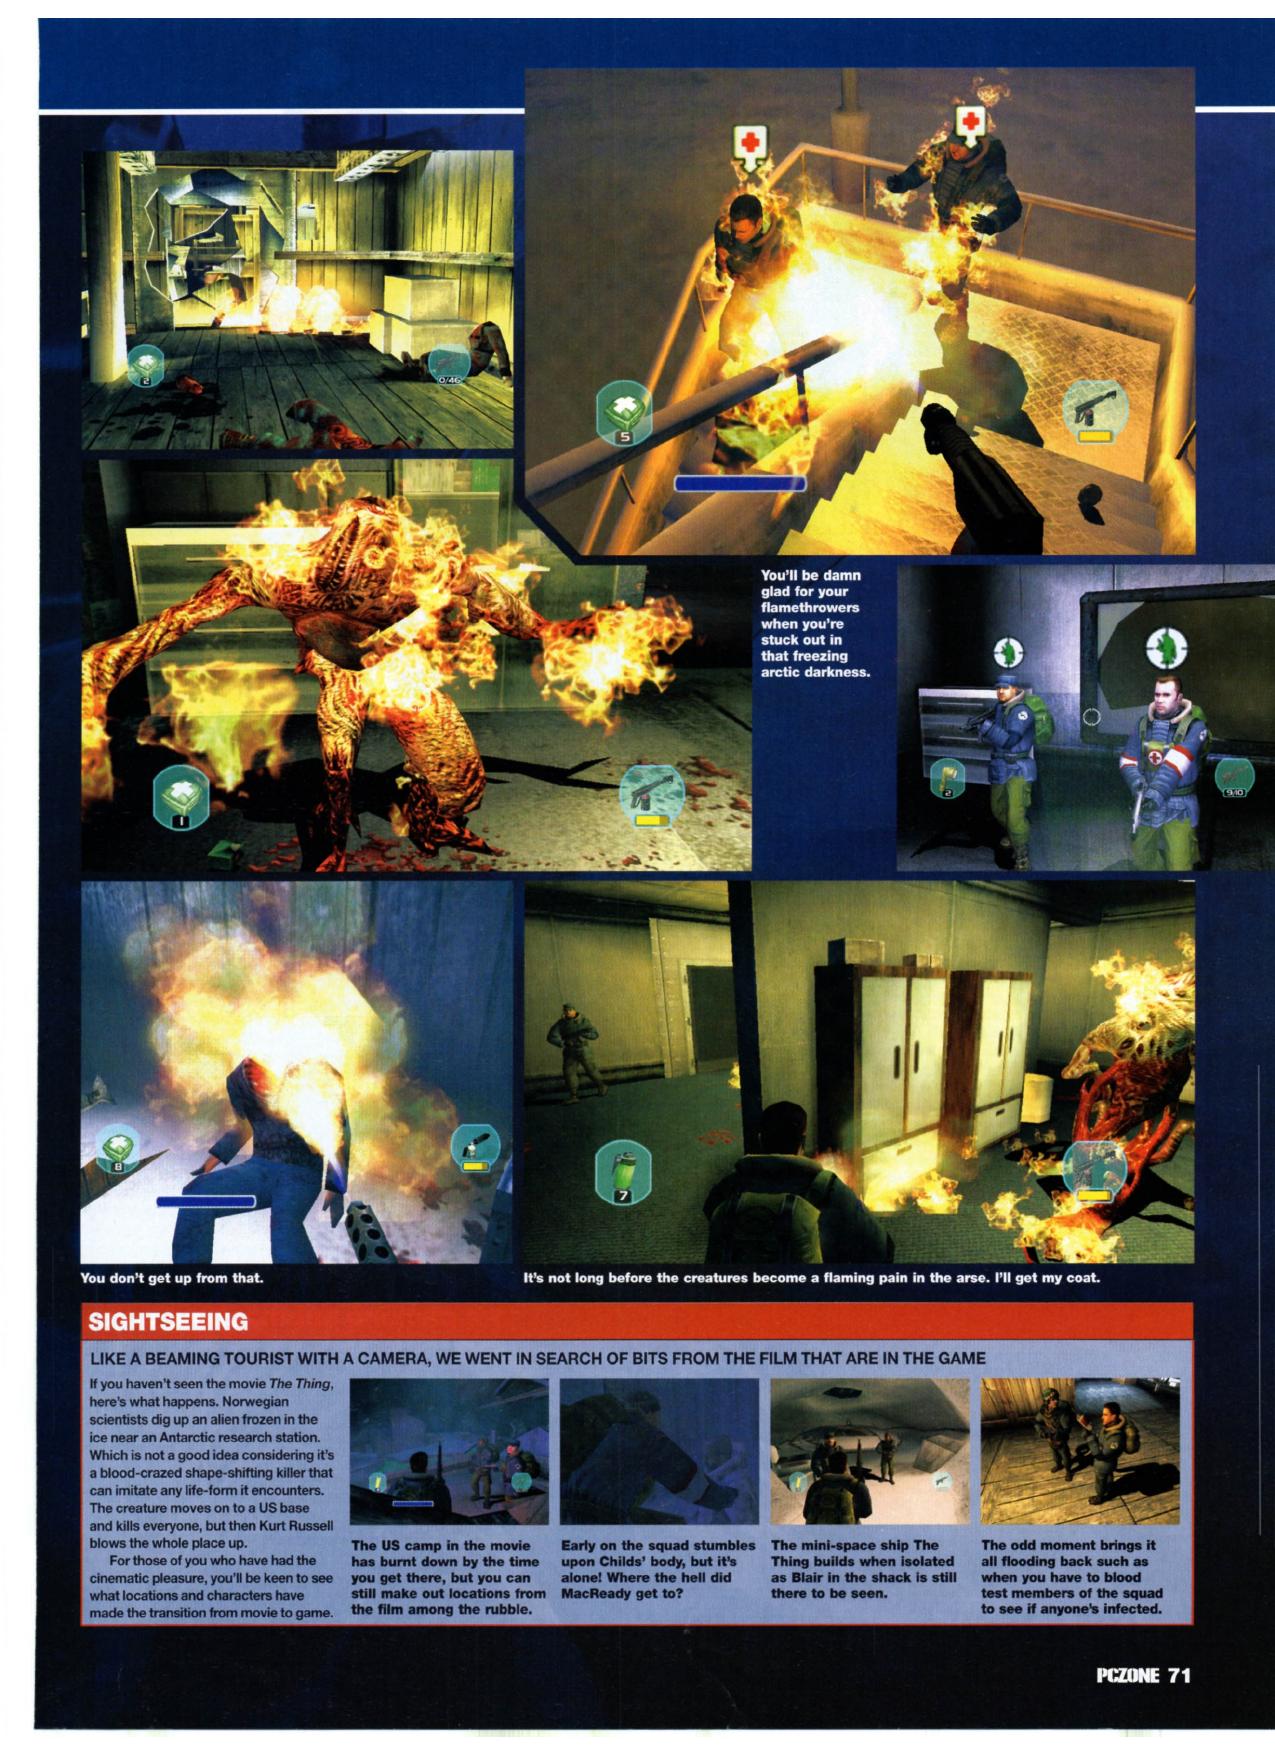 2
0/46
5
You'll be damn
glad for your
flamethrowers
when you're
stuck out in
that freezing
arctic darkness.
1
2
9/10
8
7
You don't get up from that.
It's not long before the creatures become a flaming pain in the arse. I'll get my coat.
SIGHTSEEING
LIKE A BEAMING TOURIST WITH A CAMERA, WE WENT IN SEARCH OF BITS FROM THE FILM THAT ARE IN THE GAME
If you haven't seen the movie The Thing,
here's what happens. Norwegian
scientists dig up an alien frozen in the
ice near an Antarctic research station.
Which is not a good idea considering it's
a blood-crazed shape-shifting killer that
can imitate any life-form it encounters.
The creature moves on to a US base
and kills everyone, but then Kurt Russell
blows the whole place up.
For those of you who have had the
cinematic pleasure, you'll be keen to see
what locations and characters have
made the transition from movie to game.
The US camp in the movie
has burnt down by the time
you get there, but you can
still make out locations from
the film among the rubble.
Early on the squad stumbles
upon Childs' body, but it's
alone! Where the hell did
MacReady get to?
The mini-space ship The
Thing builds when isolated
as Blair in the shack is still
there to be seen.
The odd moment brings it
all flooding back such as
when you have to blood
test members of the squad
to see if anyone's infected.
PCZONE 71